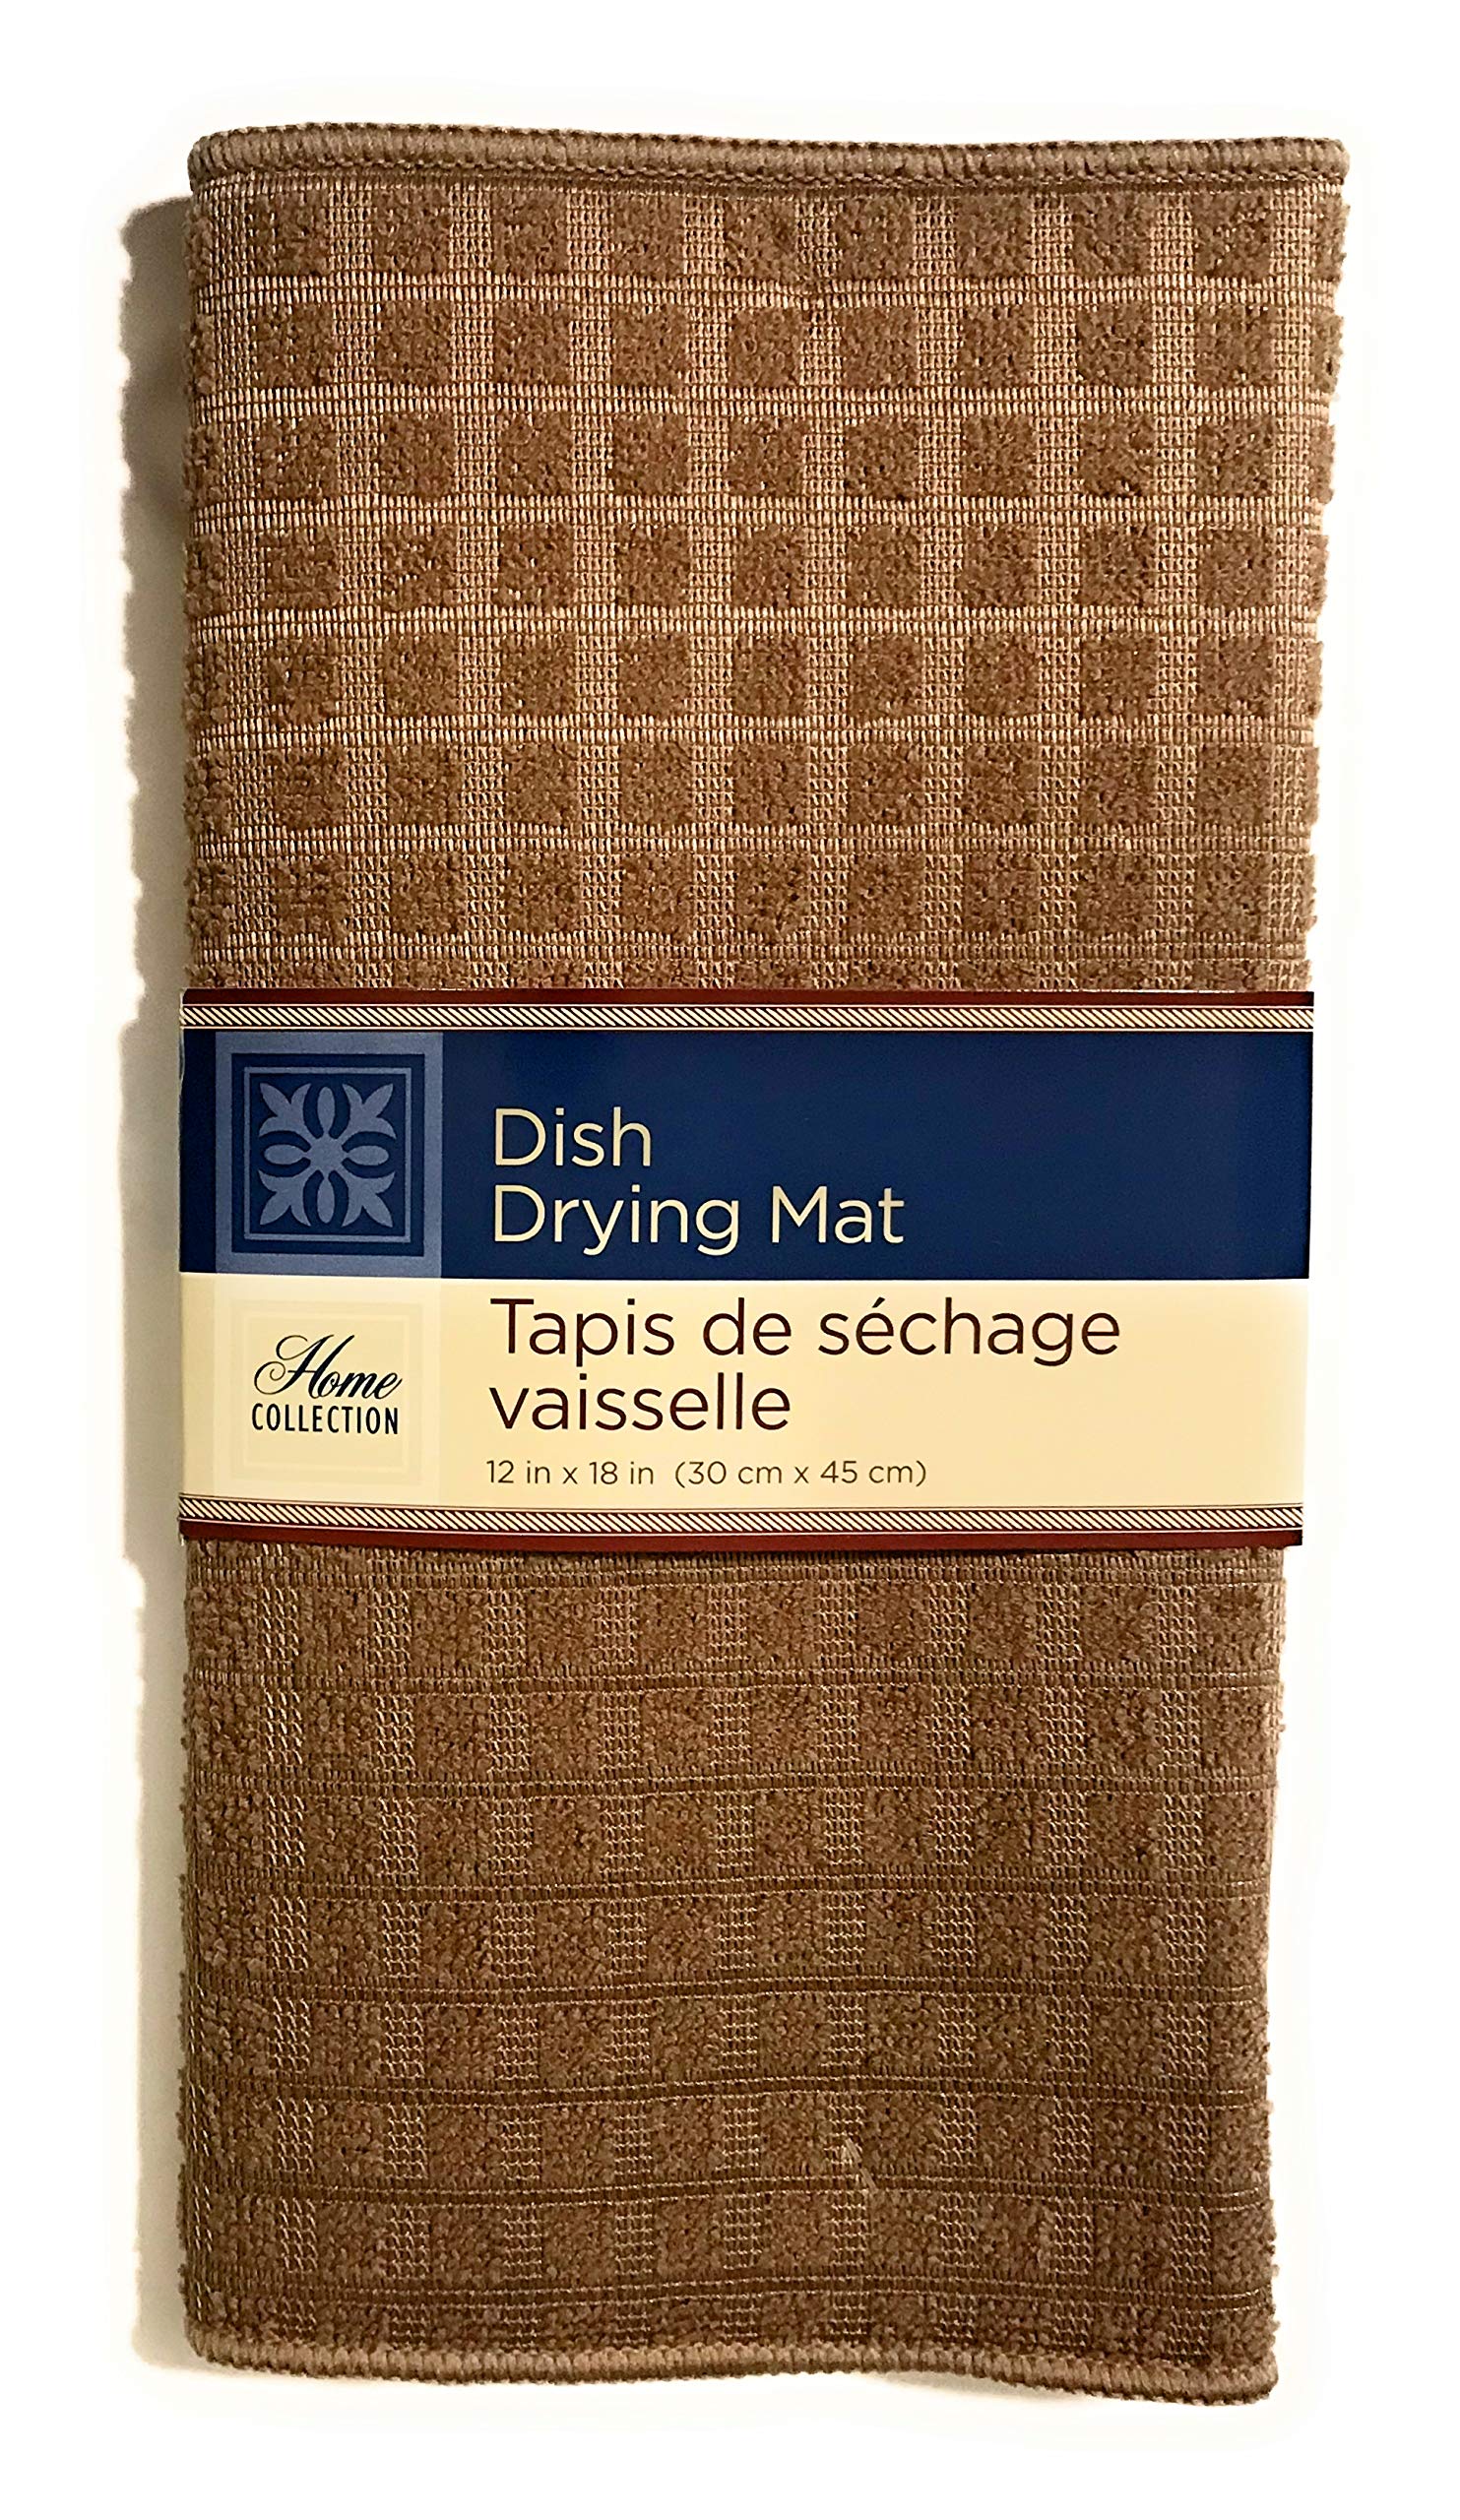 Dish
Drying Mat
Tapis de séchage
vaisselle
12 in x 18 in (30 cm x 45 cm)
Home
COLLECTION